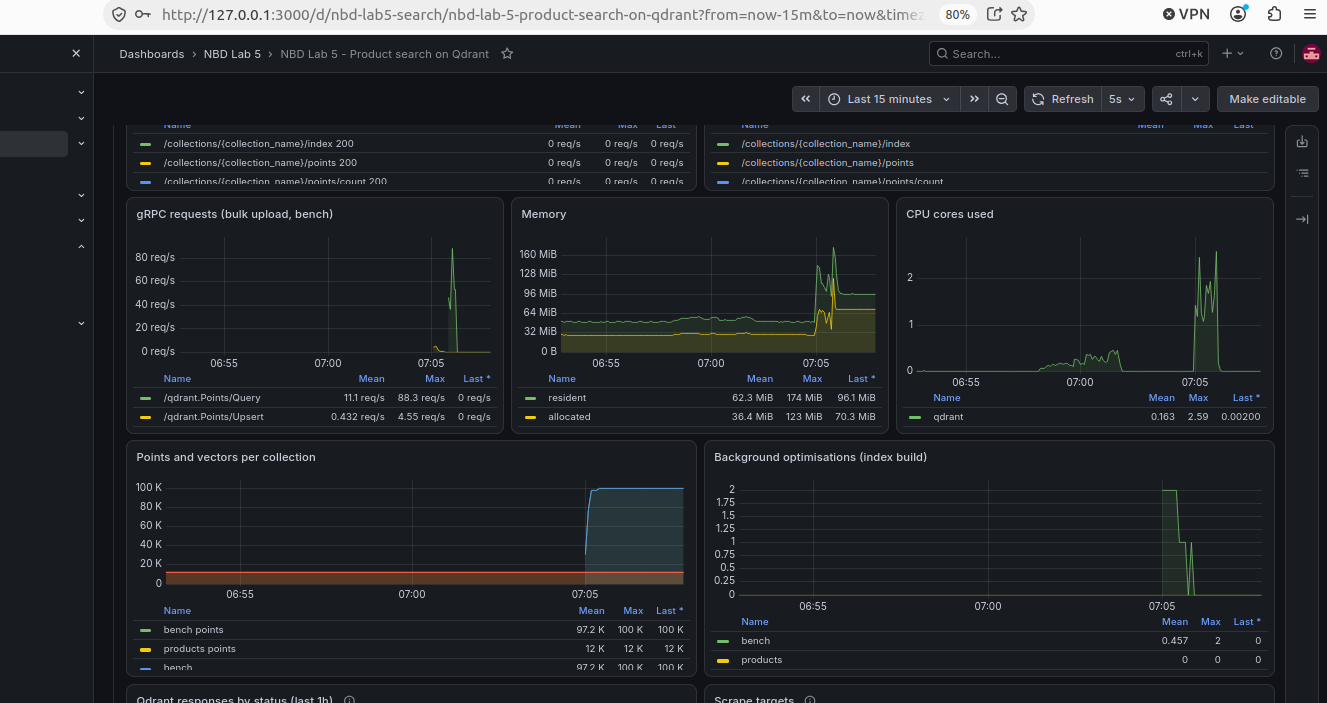 http://127.0.0.1:3000/d/nbd-lab5-search/nbd-lab-5-product-search-on-qdrant?from=now-15m&to=now&timez
80%
VPN
Dashboards › NBD Lab 5 › NBD Lab 5 - Product search on Qdrant
Search...
ctrl+k
Last 15 minutes
Refresh
5s
Make editable
Name Mean Max Last
/collections/{collection_name}/index 200 0 req/s 0 req/s 0 req/s
/collections/{collection_name}/points 200 0 req/s 0 req/s 0 req/s
/collections/{collection_name}/points/count 200 0 req/s 0 req/s 0 req/s
Name Mean Max Last
/collections/{collection_name}/index
/collections/{collection_name}/points
/collections/{collection_name}/points/count
gRPC requests (bulk upload, bench)
80 req/s
60 req/s
40 req/s
20 req/s
0 req/s
06:55 07:00 07:05
Name Mean Max Last *
/qdrant.Points/Query 11.1 req/s 88.3 req/s 0 req/s
/qdrant.Points/Upsert 0.432 req/s 4.55 req/s 0 req/s
Memory
160 MiB
128 MiB
96 MiB
64 MiB
32 MiB
0 B
06:55 07:00 07:05
Name Mean Max Last *
resident 62.3 MiB 174 MiB 96.1 MiB
allocated 36.4 MiB 123 MiB 70.3 MiB
CPU cores used
2
1
0
06:55 07:00 07:05
Name Mean Max Last *
qdrant 0.163 2.59 0.00200
Points and vectors per collection
100 K
80 K
60 K
40 K
20 K
0
06:55 07:00 07:05
Name Mean Max Last *
bench points 97.2 K 100 K 100 K
products points 12 K 12 K 12 K
bench 97.2 K 100 K 100 K
Background optimisations (index build)
2
1.75
1.5
1.25
1
0.75
0.5
0.25
0
06:55 07:00 07:05
Name Mean Max Last *
bench 0.457 2 0
products 0 0 0
Qdrant responses by status (last 1h)
Scrape targets